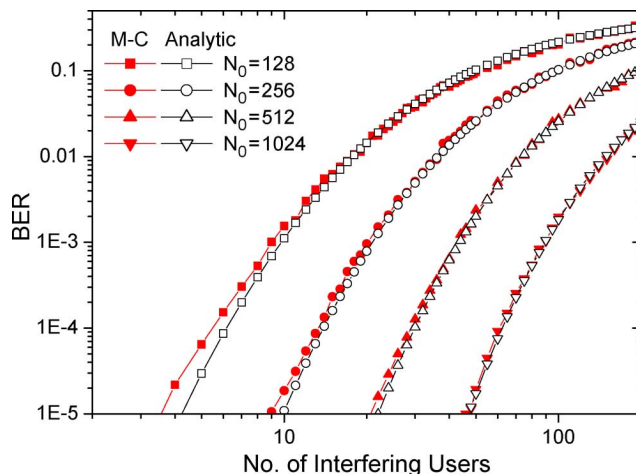 M-C Analytic
N0=128
N0=256
N0=512
N0=1024
0.1
0.01
1E-3
1E-4
1E-5
BER
10
100
No. of Interfering Users